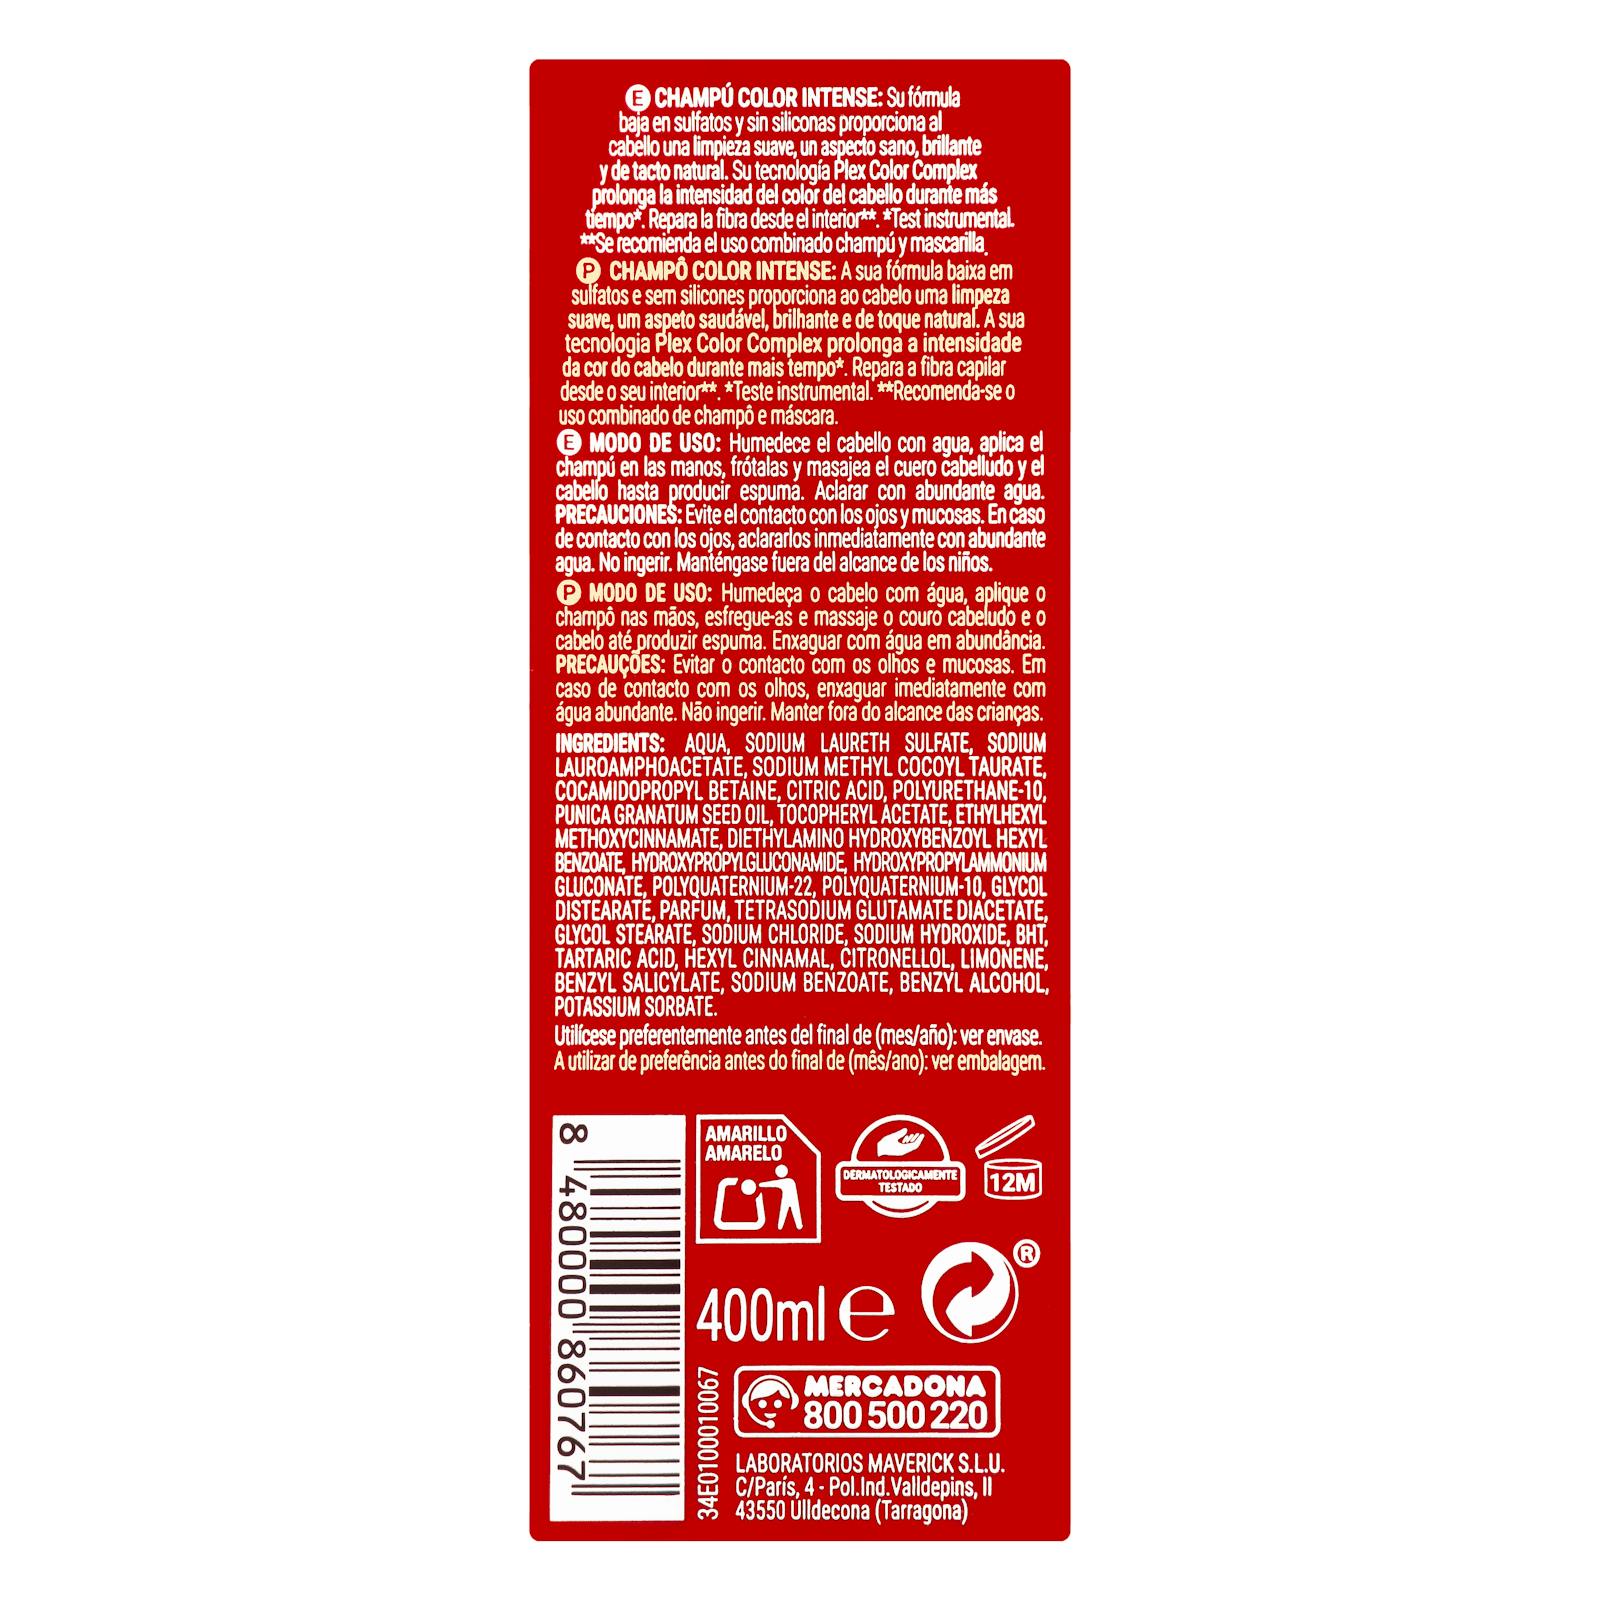 E CHAMPÚ COLOR INTENSE: Su fórmula
baja en sulfatos y sin siliconas proporciona al
cabello una limpieza suave, un aspecto sano, brillante
y de tacto natural. Su tecnología Plex Color Complex
prolonga la intensidad del color del cabello durante más
tiempo*. Repara la fibra desde el interior**. *Test instrumental.
**Se recomienda el uso combinado champú y mascarilla.
P CHAMPÔ COLOR INTENSE: A sua fórmula baixa em
sulfatos e sem silicones proporciona ao cabelo uma limpeza
suave, um aspeto saudável, brilhante e de toque natural. A sua
tecnologia Plex Color Complex prolonga a intensidade
da cor do cabelo durante mais tempo*. Repara a fibra capilar
desde o seu interior**. *Teste instrumental. **Recomenda-se o
uso combinado de champô e máscara.
E MODO DE USO: Humedece el cabello con agua, aplica el
champú en las manos, frótalas y masajea el cuero cabelludo y el
cabello hasta producir espuma. Aclarar con abundante agua.
PRECAUCIONES: Evite el contacto con los ojos y mucosas. En caso
de contacto con los ojos, aclararlos inmediatamente con abundante
agua. No ingerir. Manténgase fuera del alcance de los niños.
P MODO DE USO: Humedeça o cabelo com água, aplique o
champô nas mãos, esfregue-as e massaje o couro cabeludo e o
cabelo até produzir espuma. Enxaguar com água em abundância.
PRECAUÇÕES: Evitar o contacto com os olhos e mucosas. Em
caso de contacto com os olhos, enxaguar imediatamente com
água abundante. Não ingerir. Manter fora do alcance das crianças.
INGREDIENTS: AQUA, SODIUM LAURETH SULFATE, SODIUM
LAUROAMPHOACETATE, SODIUM METHYL COCOYL TAURATE,
COCAMIDOPROPYL BETAINE, CITRIC ACID, POLYURETHANE-10,
PUNICA GRANATUM SEED OIL, TOCOPHERYL ACETATE, ETHYLHEXYL
METHOXYCINNAMATE, DIETHYLAMINO HYDROXYBENZOYL HEXYL
BENZOATE, HYDROXYPROPYLGLUCONAMIDE, HYDROXYPROPYLAMMONIUM
GLUCONATE, POLYQUATERNIUM-22, POLYQUATERNIUM-10, GLYCOL
DISTEARATE, PARFUM, TETRASODIUM GLUTAMATE DIACETATE,
GLYCOL STEARATE, SODIUM CHLORIDE, SODIUM HYDROXIDE, BHT,
TARTARIC ACID, HEXYL CINNAMAL, CITRONELLOL, LIMONENE,
BENZYL SALICYLATE, SODIUM BENZOATE, BENZYL ALCOHOL,
POTASSIUM SORBATE.
Utilícese preferentemente antes del final de (mes/año): ver envase.
A utilizar de preferência antes do final de (mês/ano): ver embalagem.
8 480000 860767
AMARILLO
AMARELO
DERMATOLOGICAMENTE
TESTADO
12M
400ml e
®
34E0100010067
MERCADONA
800 500 220
LABORATORIOS MAVERICK S.L.U.
C/París, 4 - Pol.Ind.Valldepins, II
43550 Ulldecona (Tarragona)